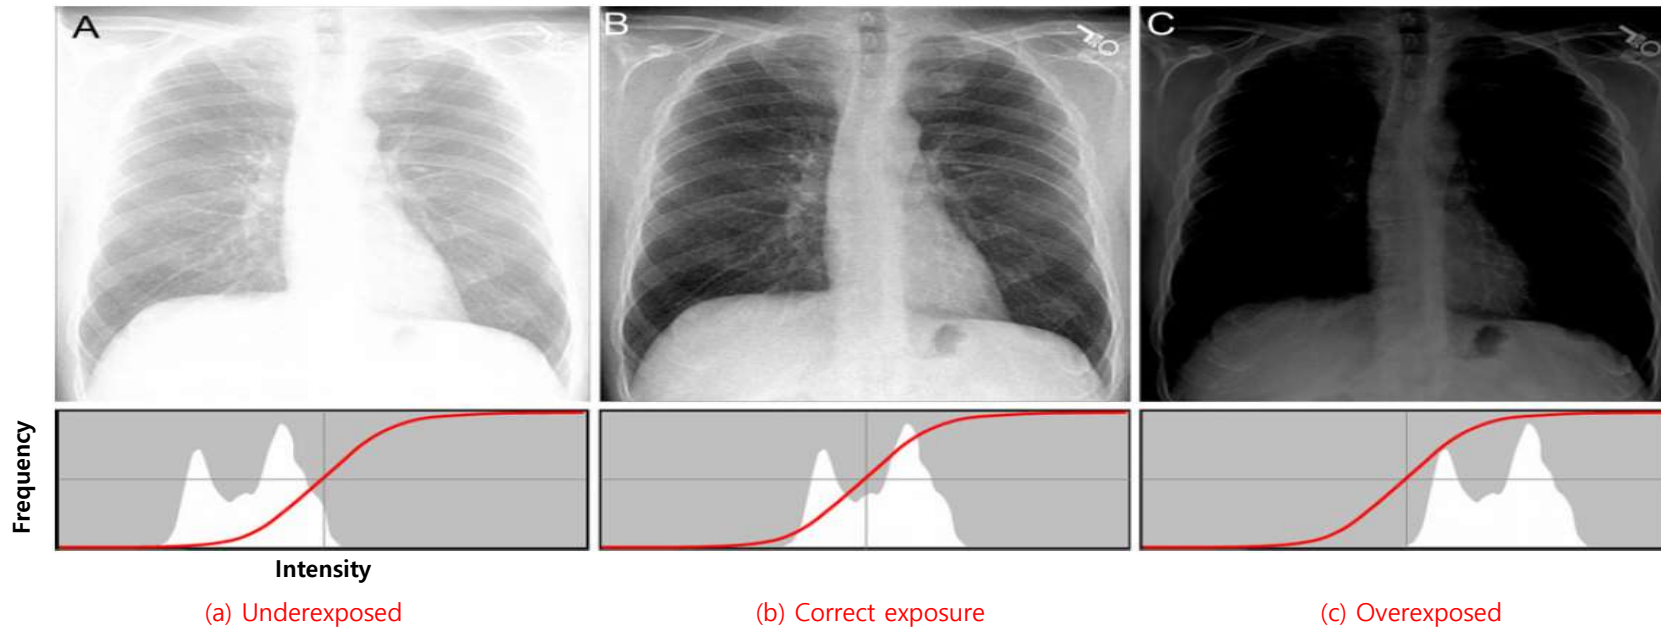 A
B
C
Frequency
Intensity
(a) Underexposed
(b) Correct exposure
(c) Overexposed